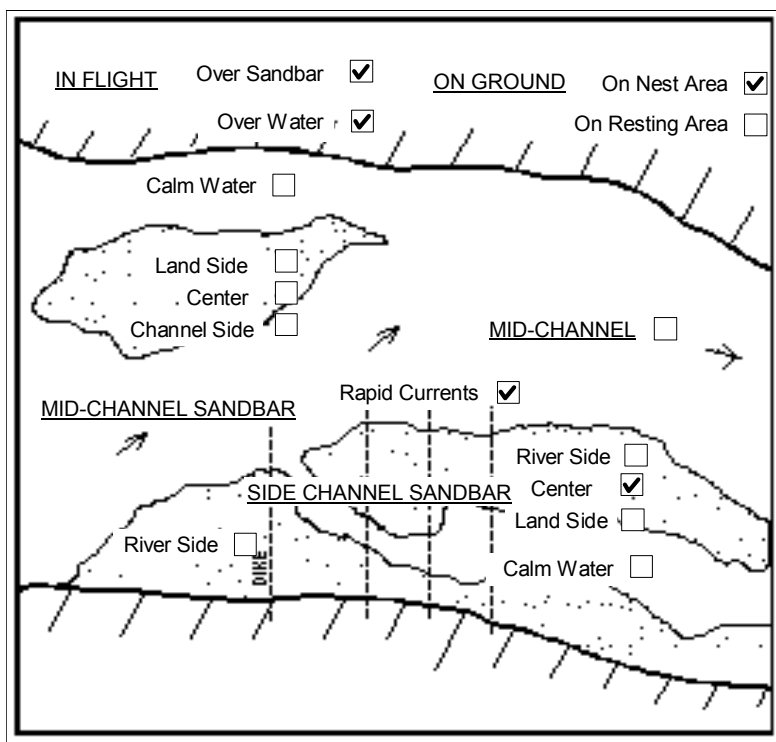 IN FLIGHT Over Sandbar ON GROUND On Nest Area
Over Water On Resting Area
Calm Water
Land Side
Center
Channel Side MID-CHANNEL
Rapid Currents
MID-CHANNEL SANDBAR
River Side
SIDE CHANNEL SANDBAR Center
Land Side
River Side
DIKE
Calm Water